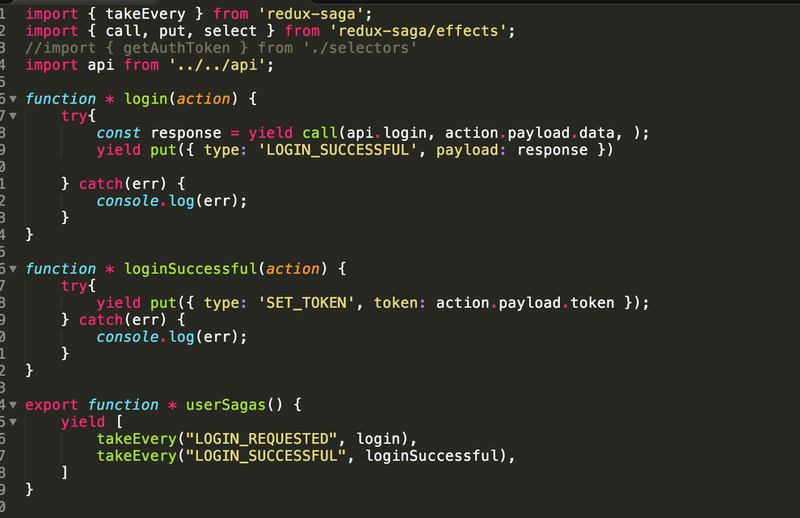 1 import { takeEvery } from 'redux-saga';
2 import { call, put, select } from 'redux-saga/effects';
3 //import { getAuthToken } from './selectors'
4 import api from '../../api';
5
6 function * login(action) {
7     try{
8         const response = yield call(api.login, action.payload.data, );
9         yield put({ type: 'LOGIN_SUCCESSFUL', payload: response })
0
1     } catch(err) {
2         console.log(err);
3     }
4 }
5
6 function * loginSuccessful(action) {
7     try{
8         yield put({ type: 'SET_TOKEN', token: action.payload.token });
9     } catch(err) {
0         console.log(err);
1     }
2 }
3
4 export function * userSagas() {
5     yield [
6         takeEvery("LOGIN_REQUESTED", login),
7         takeEvery("LOGIN_SUCCESSFUL", loginSuccessful),
8     ]
9 }
0